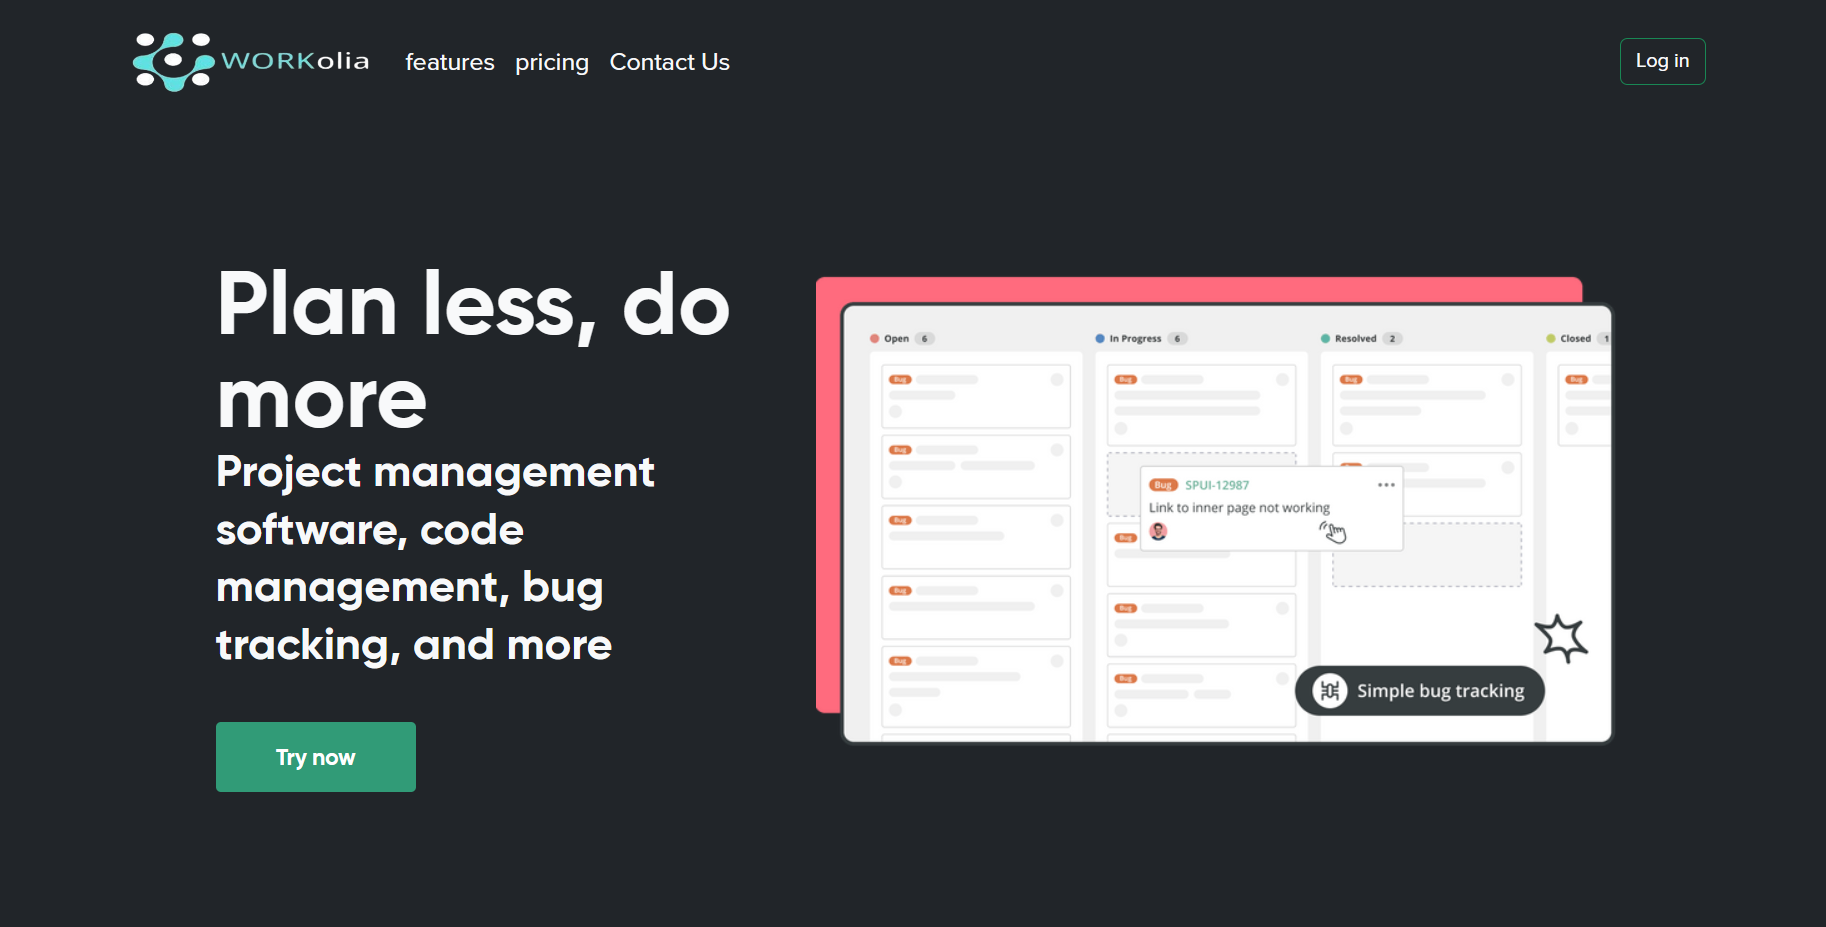 WORKolia
features pricing Contact Us
Log in
Plan less, do
more
Project management
software, code
management, bug
tracking, and more
Try now
Open 6
In Progress 6
Resolved 2
Closed 1
Bug
Bug
Bug
Bug
Bug
Bug
Bug
Bug
Bug
Bug
Bug
Bug SPUI-12987
Link to inner page not working
Simple bug tracking